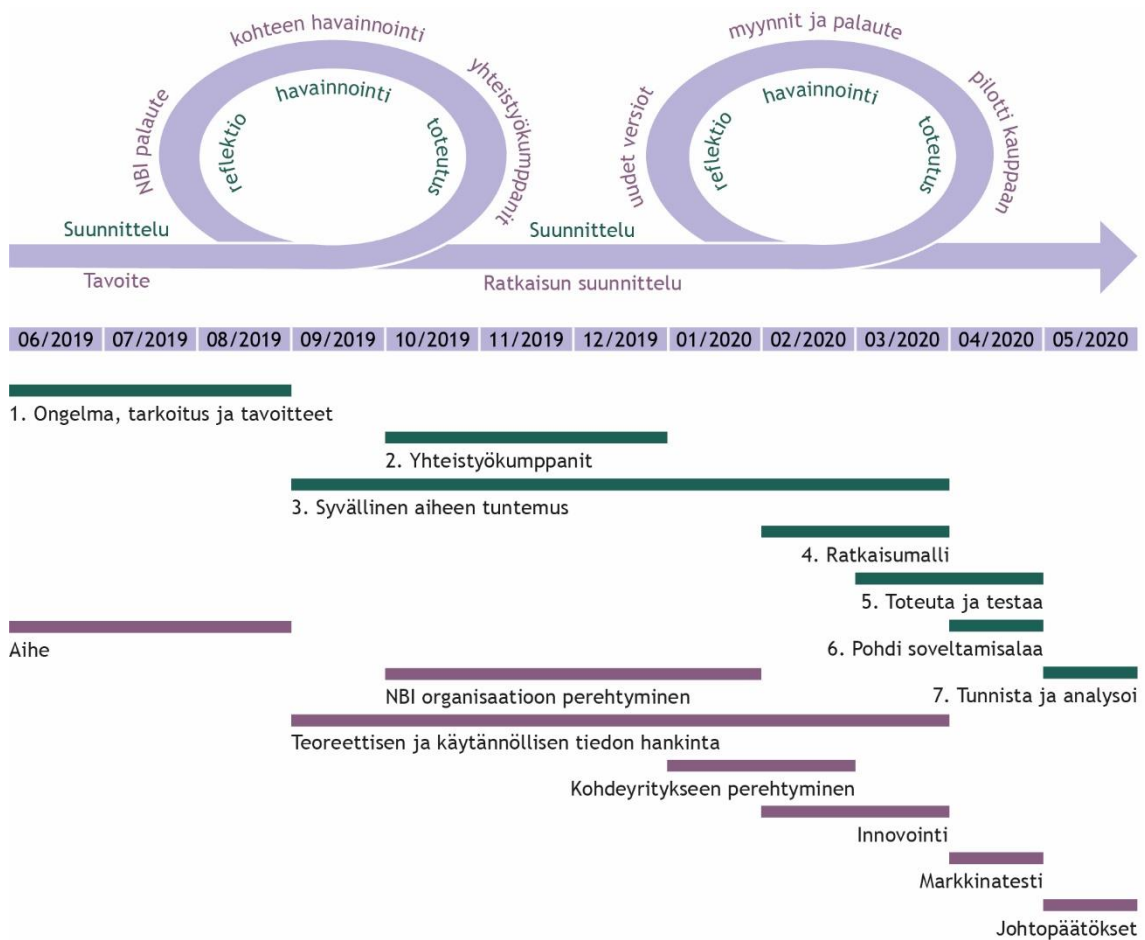 kohteen havainnointi
NBI palaute
yhteistyökumppanit
havainnointi
reflektio
toteutus
myynnit ja palaute
uudet versiot
pilotti kauppaan
havainnointi
reflektio
toteutus
Suunnittelu
Suunnittelu
Tavoite
Ratkaisun suunnittelu
06/2019 07/2019 08/2019 09/2019 10/2019 11/2019 12/2019 01/2020 02/2020 03/2020 04/2020 05/2020
1. Ongelma, tarkoitus ja tavoitteet
2. Yhteistyökumppanit
3. Syvällinen aiheen tuntemus
4. Ratkaisumalli
5. Toteuta ja testaa
Aihe
6. Pohdi soveltamisalaa
NBI organisaatioon perehtyminen
7. Tunnista ja analysoi
Teoreettisen ja käytännöllisen tiedon hankinta
Kohdeyritykseen perehtyminen
Innovointi
Markkinatesti
Johtopäätökset